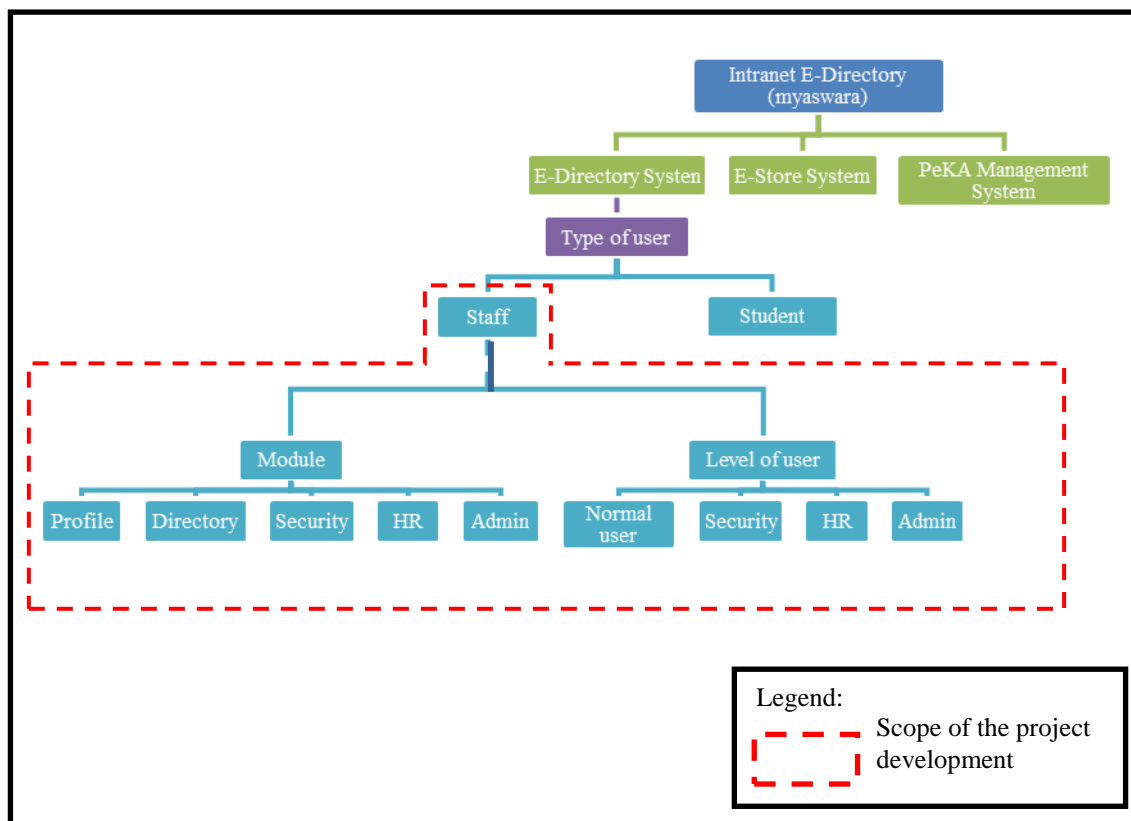 Intranet E-Directory
(myaswara)
E-Directory Systen
E-Store System
PeKA Management
System
Type of user
Staff
Student
Module
Level of user
Profile
Directory
Security
HR
Admin
Normal
user
Security
HR
Admin
Legend:
Scope of the project
development